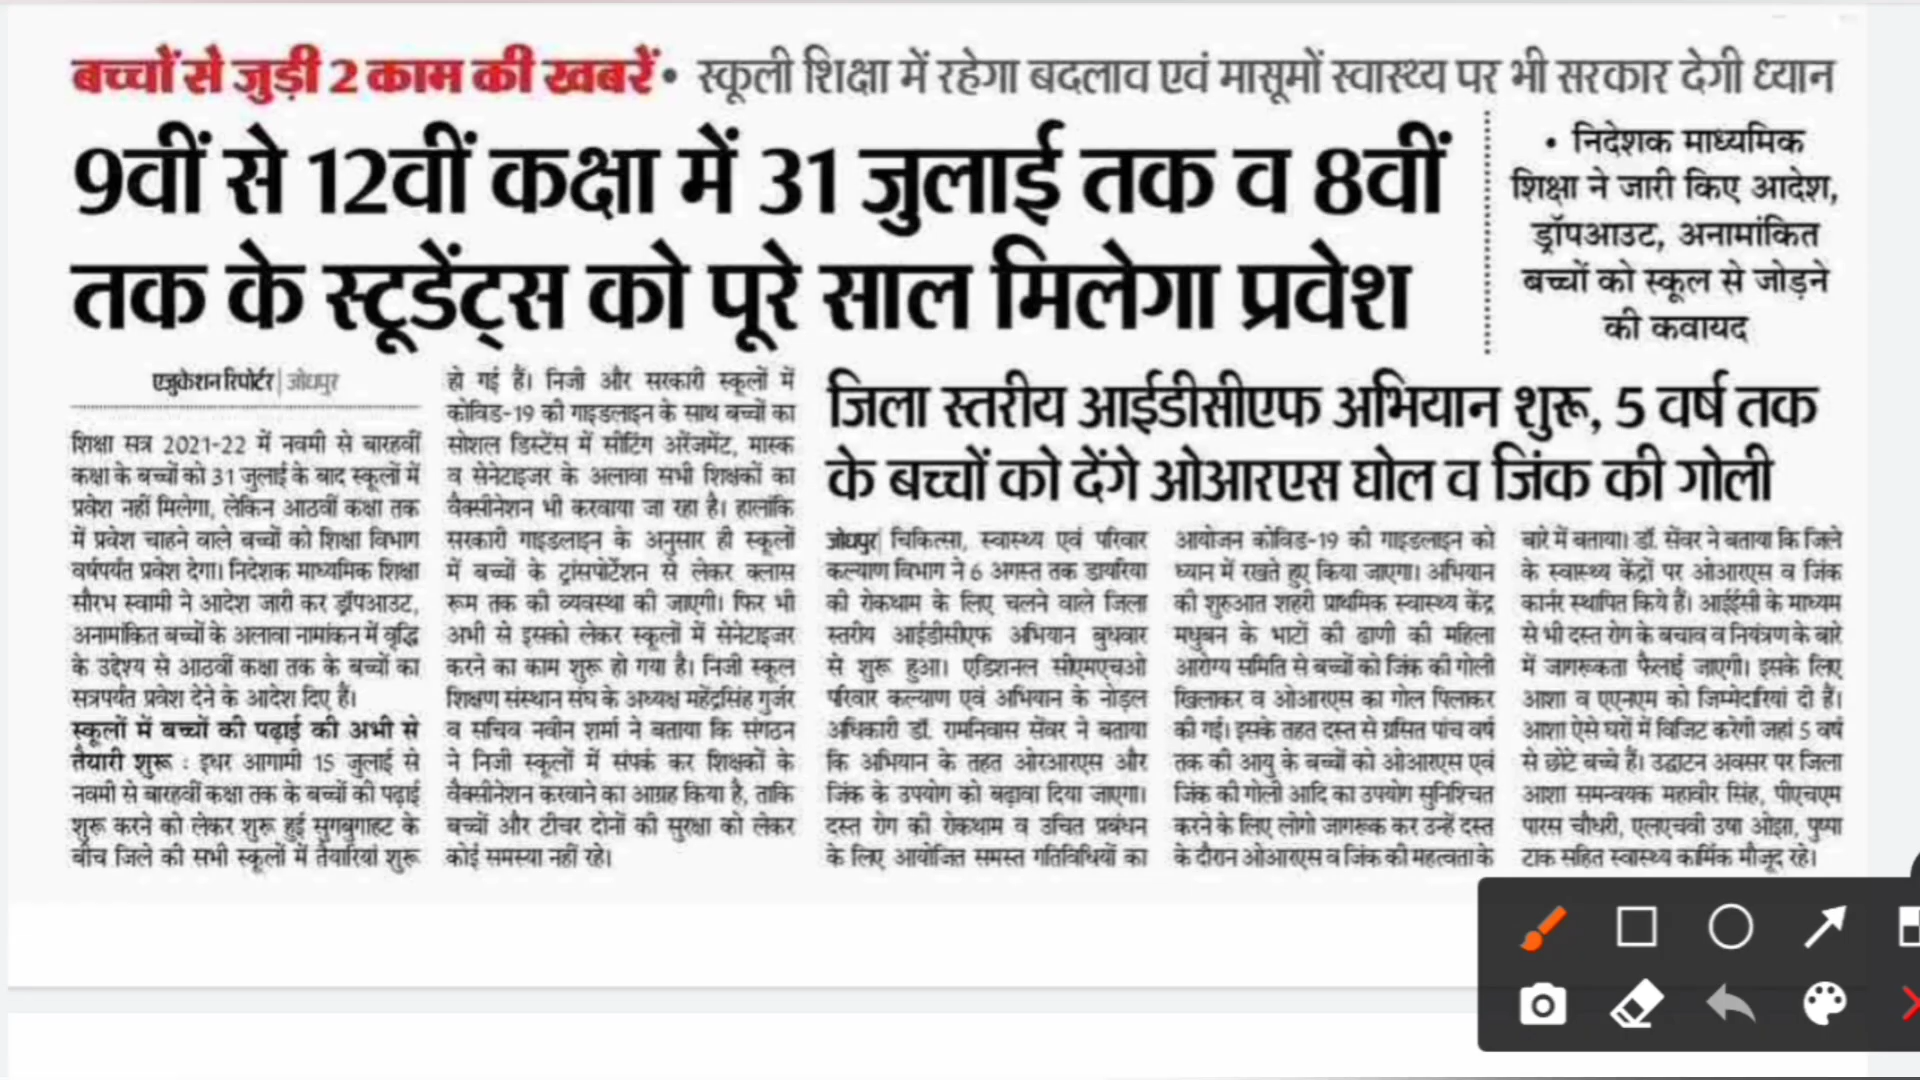 बच्चों से जुड़ी 2 काम की खबरें • स्कूली शिक्षा में रहेगा बदलाव एवं मासूमों स्वास्थ्य पर भी सरकार देगी ध्यान
9वीं से 12वीं कक्षा में 31 जुलाई तक व 8वीं
तक के स्टूडेंट्स को पूरे साल मिलेगा प्रवेश
• निदेशक माध्यमिक
शिक्षा ने जारी किए आदेश,
ड्रॉपआउट, अनामांकित
बच्चों को स्कूल से जोड़ने
की कवायद
एजुकेशन रिपोर्टर | जोधपुर
शिक्षा सत्र 2021-22 में नवमी से बारहवीं
कक्षा के बच्चों को 31 जुलाई के बाद स्कूलों में
प्रवेश नहीं मिलेगा, लेकिन आठवीं कक्षा तक
में प्रवेश चाहने वाले बच्चों को शिक्षा विभाग
वर्षपर्यंत प्रवेश देगा। निदेशक माध्यमिक शिक्षा
सौरभ स्वामी ने आदेश जारी कर ड्रॉपआउट,
अनामांकित बच्चों के अलावा नामांकन में वृद्धि
के उद्देश्य से आठवीं कक्षा तक के बच्चों का
सत्रपर्यंत प्रवेश देने के आदेश दिए हैं।
स्कूलों में बच्चों की पढ़ाई की अभी से
तैयारी शुरू : इधर आगामी 15 जुलाई से
नवमी से बारहवीं कक्षा तक के बच्चों की पढ़ाई
शुरू करने को लेकर शुरू हुई सुगबुगाहट के
बीच जिले की सभी स्कूलों में तैयारियां शुरू
हो गई हैं। निजी और सरकारी स्कूलों में
कोविड-19 की गाइडलाइन के साथ बच्चों का
सोशल डिस्टेंस में सीटिंग अरेंजमेंट, मास्क
व सेनेटाइजर के अलावा सभी शिक्षकों का
वैक्सीनेशन भी करवाया जा रहा है। हालांकि
सरकारी गाइडलाइन के अनुसार ही स्कूलों
में बच्चों के ट्रांसपोर्टेशन से लेकर क्लास
रूम तक की व्यवस्था की जाएगी। फिर भी
अभी से इसको लेकर स्कूलों में सेनेटाइजर
करने का काम शुरू हो गया है। निजी स्कूल
शिक्षण संस्थान संघ के अध्यक्ष महेंद्रसिंह गुर्जर
व सचिव नवीन शर्मा ने बताया कि संगठन
ने निजी स्कूलों में संपर्क कर शिक्षकों के
वैक्सीनेशन करवाने का आग्रह किया है, ताकि
बच्चों और टीचर दोनों की सुरक्षा को लेकर
कोई समस्या नहीं रहे।
जिला स्तरीय आईडीसीएफ अभियान शुरू, 5 वर्ष तक
के बच्चों को देंगे ओआरएस घोल व जिंक की गोली
जोधपुर| चिकित्सा, स्वास्थ्य एवं परिवार
कल्याण विभाग ने 6 अगस्त तक डायरिया
की रोकथाम के लिए चलने वाले जिला
स्तरीय आईडीसीएफ अभियान बुधवार
से शुरू हुआ। एडिशनल सीएमएचओ
परिवार कल्याण एवं अभियान के नोड्ल
अधिकारी डॉ. रामनिवास सेंवर ने बताया
कि अभियान के तहत ओरआरएस और
जिंक के उपयोग को बढ़ावा दिया जाएगा।
दस्त रोग की रोकथाम व उचित प्रबंधन
के लिए आयोजित समस्त गतिविधियों का
आयोजन कोविड-19 की गाइडलाइन को
ध्यान में रखते हुए किया जाएगा। अभियान
की शुरुआत शहरी प्राथमिक स्वास्थ्य केंद्र
मधुबन के भाटों की ढाणी की महिला
आरोग्य समिति से बच्चों को जिंक की गोली
खिलाकर व ओआरएस का गोल पिलाकर
की गई। इसके तहत दस्त से ग्रसित पांच वर्ष
तक की आयु के बच्चों को ओआरएस एवं
जिंक की गोली आदि का उपयोग सुनिश्चित
करने के लिए लोगो जागरूक कर उन्हें दस्त
के दौरान ओआरएस व जिंक की महत्वता के
बारे में बताया। डॉ. सेंवर ने बताया कि जिले
के स्वास्थ्य केंद्रों पर ओआरएस व जिंक
कार्नर स्थापित किये हैं। आईईसी के माध्यम
से भी दस्त रोग के बचाव व नियंत्रण के बारे
में जागरूकता फैलाई जाएगी। इसके लिए
आशा व एएनएम को जिम्मेदरियां दी हैं।
आशा ऐसे घरों में विजिट करेगी जहां 5 वर्ष
से छोटे बच्चे हैं। उद्घाटन अवसर पर जिला
आशा समन्वयक महावीर सिंह, पीएचएम
पारस चौधरी, एलएचवी उषा ओझा, पुष्पा
टाक सहित स्वास्थ्य कार्मिक मौजूद रहे।